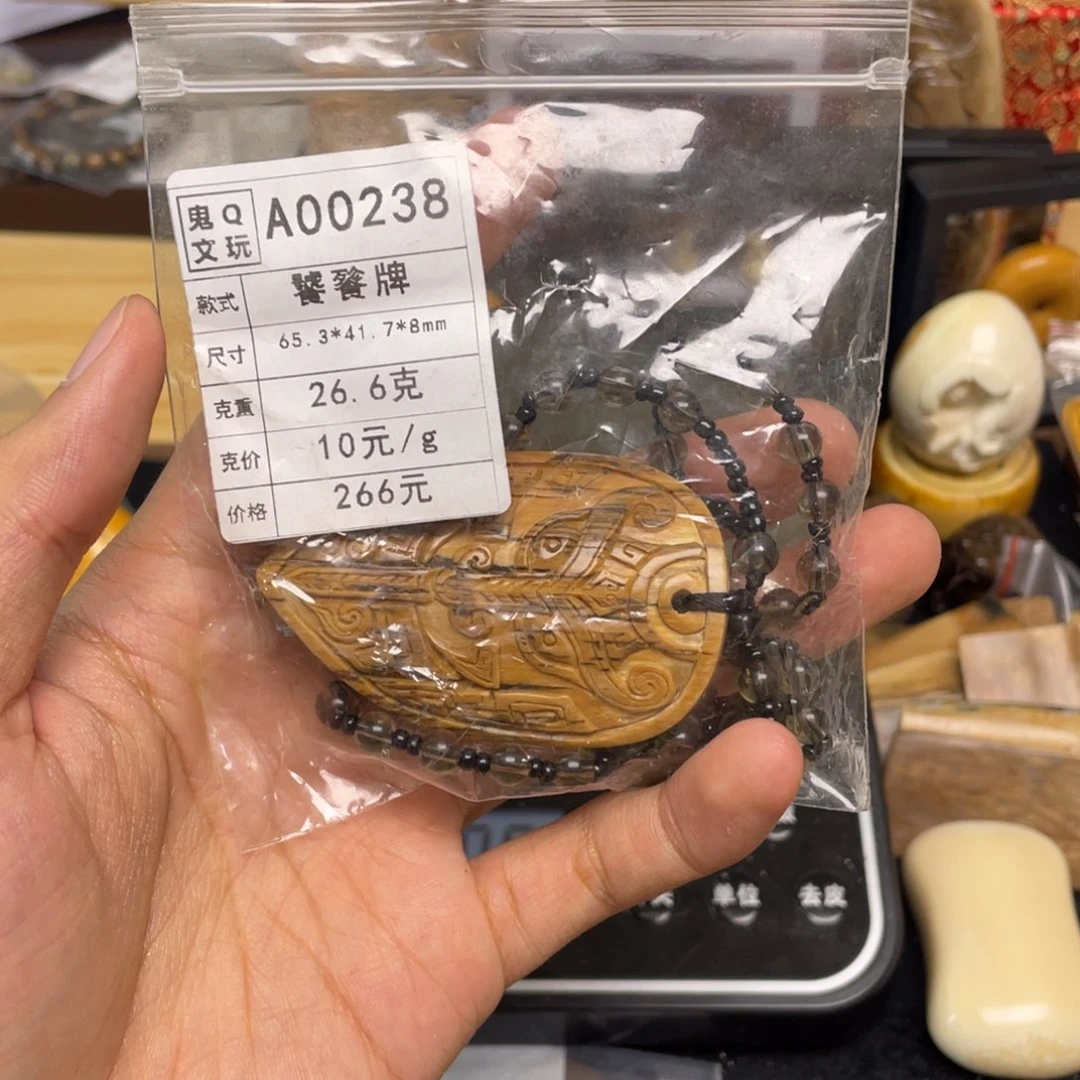 鬼Q
文玩
A00238
款式 饕餮牌
尺寸 65.3*41.7*8mm
克重 26.6克
克价 10元/g
价格 266元
单位 去皮